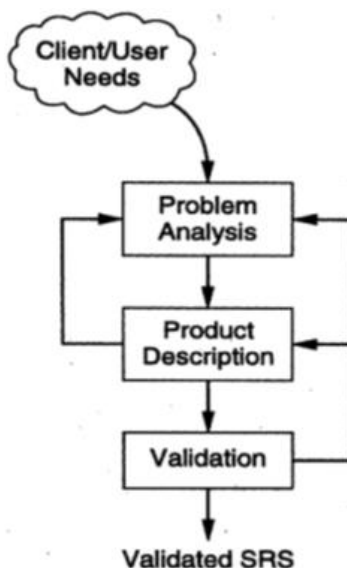 Client/User
Needs
Problem
Analysis
Product
Description
Validation
Validated SRS